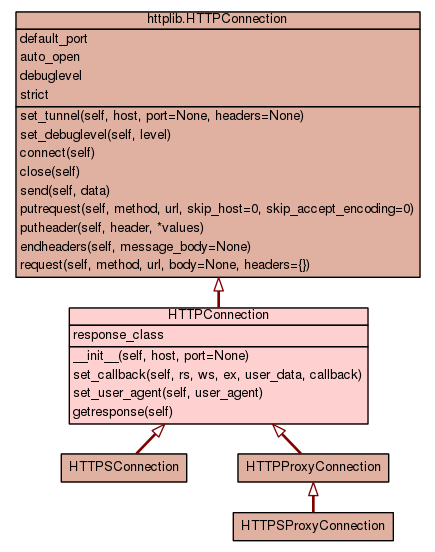 httplib.HTTPConnection
default_port
auto_open
debuglevel
strict
set_tunnel(self, host, port=None, headers=None)
set_debuglevel(self, level)
connect(self)
close(self)
send(self, data)
putrequest(self, method, url, skip_host=0, skip_accept_encoding=0)
putheader(self, header, *values)
endheaders(self, message_body=None)
request(self, method, url, body=None, headers={})
HTTPConnection
response_class
__init__(self, host, port=None)
set_callback(self, rs, ws, ex, user_data, callback)
set_user_agent(self, user_agent)
getresponse(self)
HTTPSConnection
HTTPProxyConnection
HTTPSProxyConnection